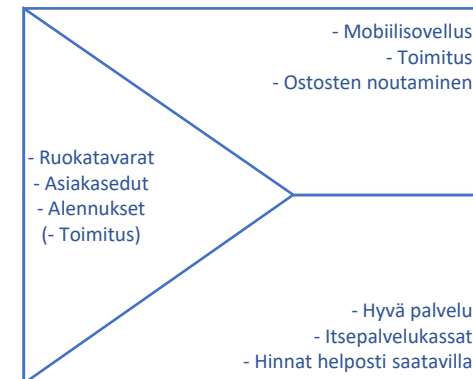 - Mobiilisovellus
- Toimitus
- Ostosten noutaminen
- Ruokatavarat
- Asiakasedut
- Alennukset
(- Toimitus)
- Hyvä palvelu
- Itsepalvelukassat
- Hinnat helposti saatavilla